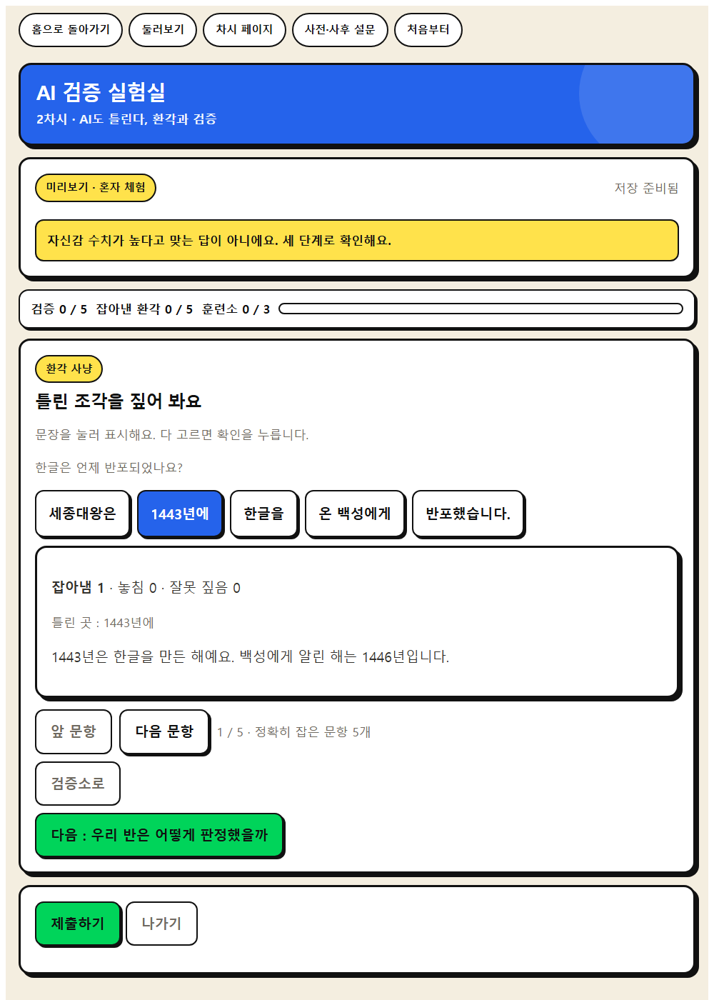 홈으로 돌아가기 둘러보기 차시 페이지 사전·사후 설문 처음부터
AI 검증 실험실
2차시 · AI도 틀린다, 환각과 검증
미리보기 · 혼자 체험 저장 준비됨
자신감 수치가 높다고 맞는 답이 아니에요. 세 단계로 확인해요.
검증 0 / 5 잡아낸 환각 0 / 5 훈련소 0 / 3
환각 사냥
틀린 조각을 짚어 봐요
문장을 눌러 표시해요. 다 고르면 확인을 누릅니다.
한글은 언제 반포되었나요?
세종대왕은 1443년에 한글을 온 백성에게 반포했습니다.
잡아냄 1 · 놓침 0 · 잘못 짚음 0
틀린 곳 : 1443년에
1443년은 한글을 만든 해예요. 백성에게 알린 해는 1446년입니다.
앞 문항 다음 문항 1 / 5 · 정확히 잡은 문항 5개
검증소로
다음 : 우리 반은 어떻게 판정했을까
제출하기 나가기